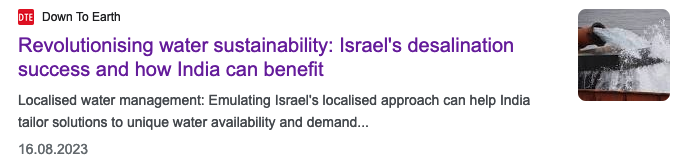 DTE Down To Earth
Revolutionising water sustainability: Israel's desalination
success and how India can benefit
Localised water management: Emulating Israel's localised approach can help India
tailor solutions to unique water availability and demand...
16.08.2023